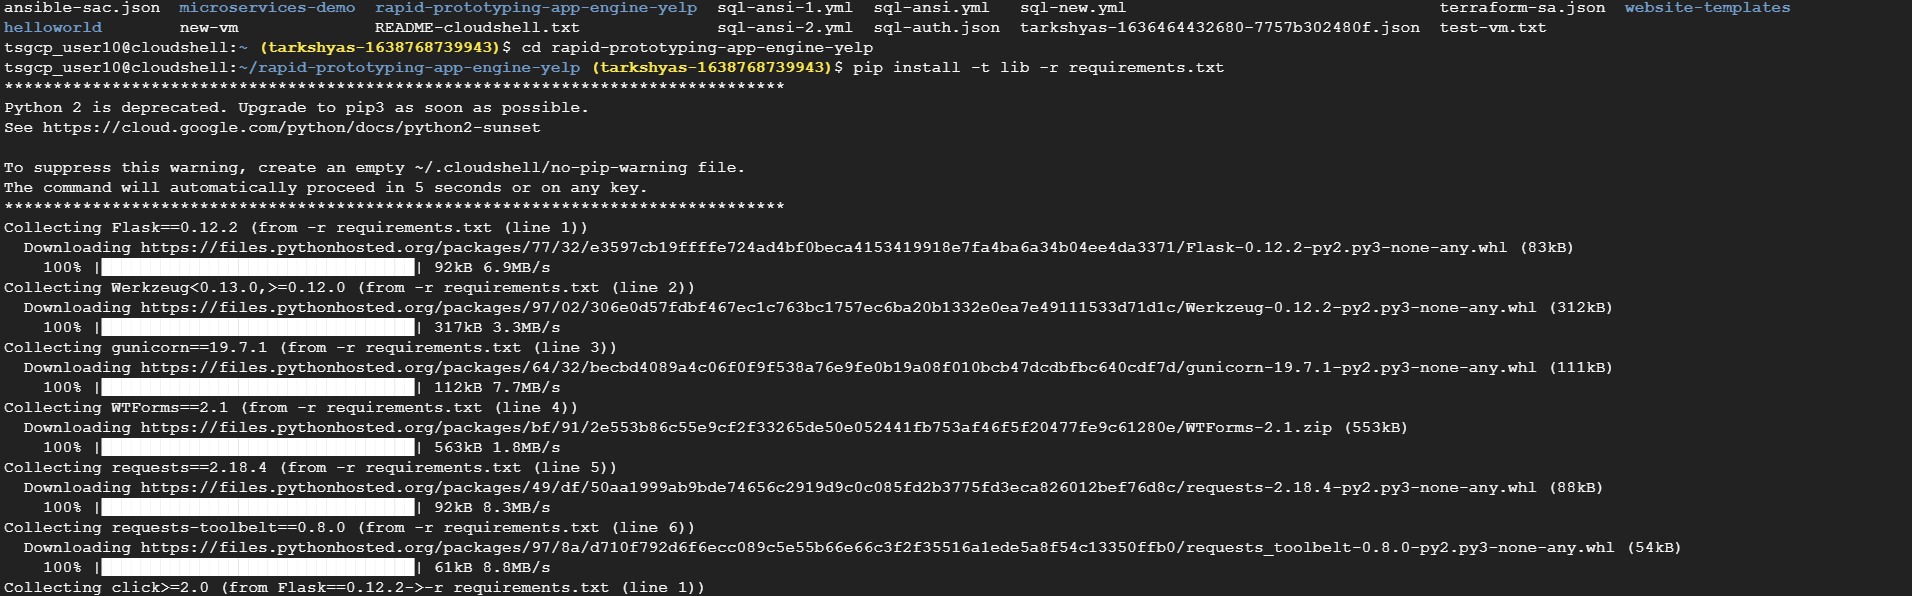 ansible-sac.json microservices-demo rapid-prototyping-app-engine-yelp sql-ansi-1.yml sql-ansi.yml sql-new.yml terraform-sa.json website-templates
helloworld new-vm README-cloudshell.txt sql-ansi-2.yml sql-auth.json tarkshyas-1636464432680-7757b302480f.json test-vm.txt
tsgcp_user10@cloudshell:~ (tarkshyas-1638768739943)$ cd rapid-prototyping-app-engine-yelp
tsgcp_user10@cloudshell:~/rapid-prototyping-app-engine-yelp (tarkshyas-1638768739943)$ pip install -t lib -r requirements.txt
********************************************************************************
Python 2 is deprecated. Upgrade to pip3 as soon as possible.
See https://cloud.google.com/python/docs/python2-sunset
To suppress this warning, create an empty ~/.cloudshell/no-pip-warning file.
The command will automatically proceed in 5 seconds or on any key.
********************************************************************************
Collecting Flask==0.12.2 (from -r requirements.txt (line 1))
Downloading https://files.pythonhosted.org/packages/77/32/e3597cb19ffffe724ad4bf0beca4153419918e7fa4ba6a34b04ee4da3371/Flask-0.12.2-py2.py3-none-any.whl (83kB)
100% |████████████████████████████████| 92kB 6.9MB/s
Collecting Werkzeug<0.13.0,>=0.12.0 (from -r requirements.txt (line 2))
Downloading https://files.pythonhosted.org/packages/97/02/306e0d57fdbf467ec1c763bc1757ec6ba20b1332e0ea7e49111533d71d1c/Werkzeug-0.12.2-py2.py3-none-any.whl (312kB)
100% |████████████████████████████████| 317kB 3.3MB/s
Collecting gunicorn==19.7.1 (from -r requirements.txt (line 3))
Downloading https://files.pythonhosted.org/packages/64/32/becbd4089a4c06f0f9f538a76e9fe0b19a08f010bcb47dcdbfbc640cdf7d/gunicorn-19.7.1-py2.py3-none-any.whl (111kB)
100% |████████████████████████████████| 112kB 7.7MB/s
Collecting WTForms==2.1 (from -r requirements.txt (line 4))
Downloading https://files.pythonhosted.org/packages/bf/91/2e553b86c55e9cf2f33265de50e052441fb753af46f5f20477fe9c61280e/WTForms-2.1.zip (553kB)
100% |████████████████████████████████| 563kB 1.8MB/s
Collecting requests==2.18.4 (from -r requirements.txt (line 5))
Downloading https://files.pythonhosted.org/packages/49/df/50aa1999ab9bde74656c2919d9c0c085fd2b3775fd3eca826012bef76d8c/requests-2.18.4-py2.py3-none-any.whl (88kB)
100% |████████████████████████████████| 92kB 8.3MB/s
Collecting requests-toolbelt==0.8.0 (from -r requirements.txt (line 6))
Downloading https://files.pythonhosted.org/packages/97/8a/d710f792d6f6ecc089c5e55b66e66c3f2f35516a1ede5a8f54c13350ffb0/requests_toolbelt-0.8.0-py2.py3-none-any.whl (54kB)
100% |████████████████████████████████| 61kB 8.8MB/s
Collecting click>=2.0 (from Flask==0.12.2->-r requirements.txt (line 1))